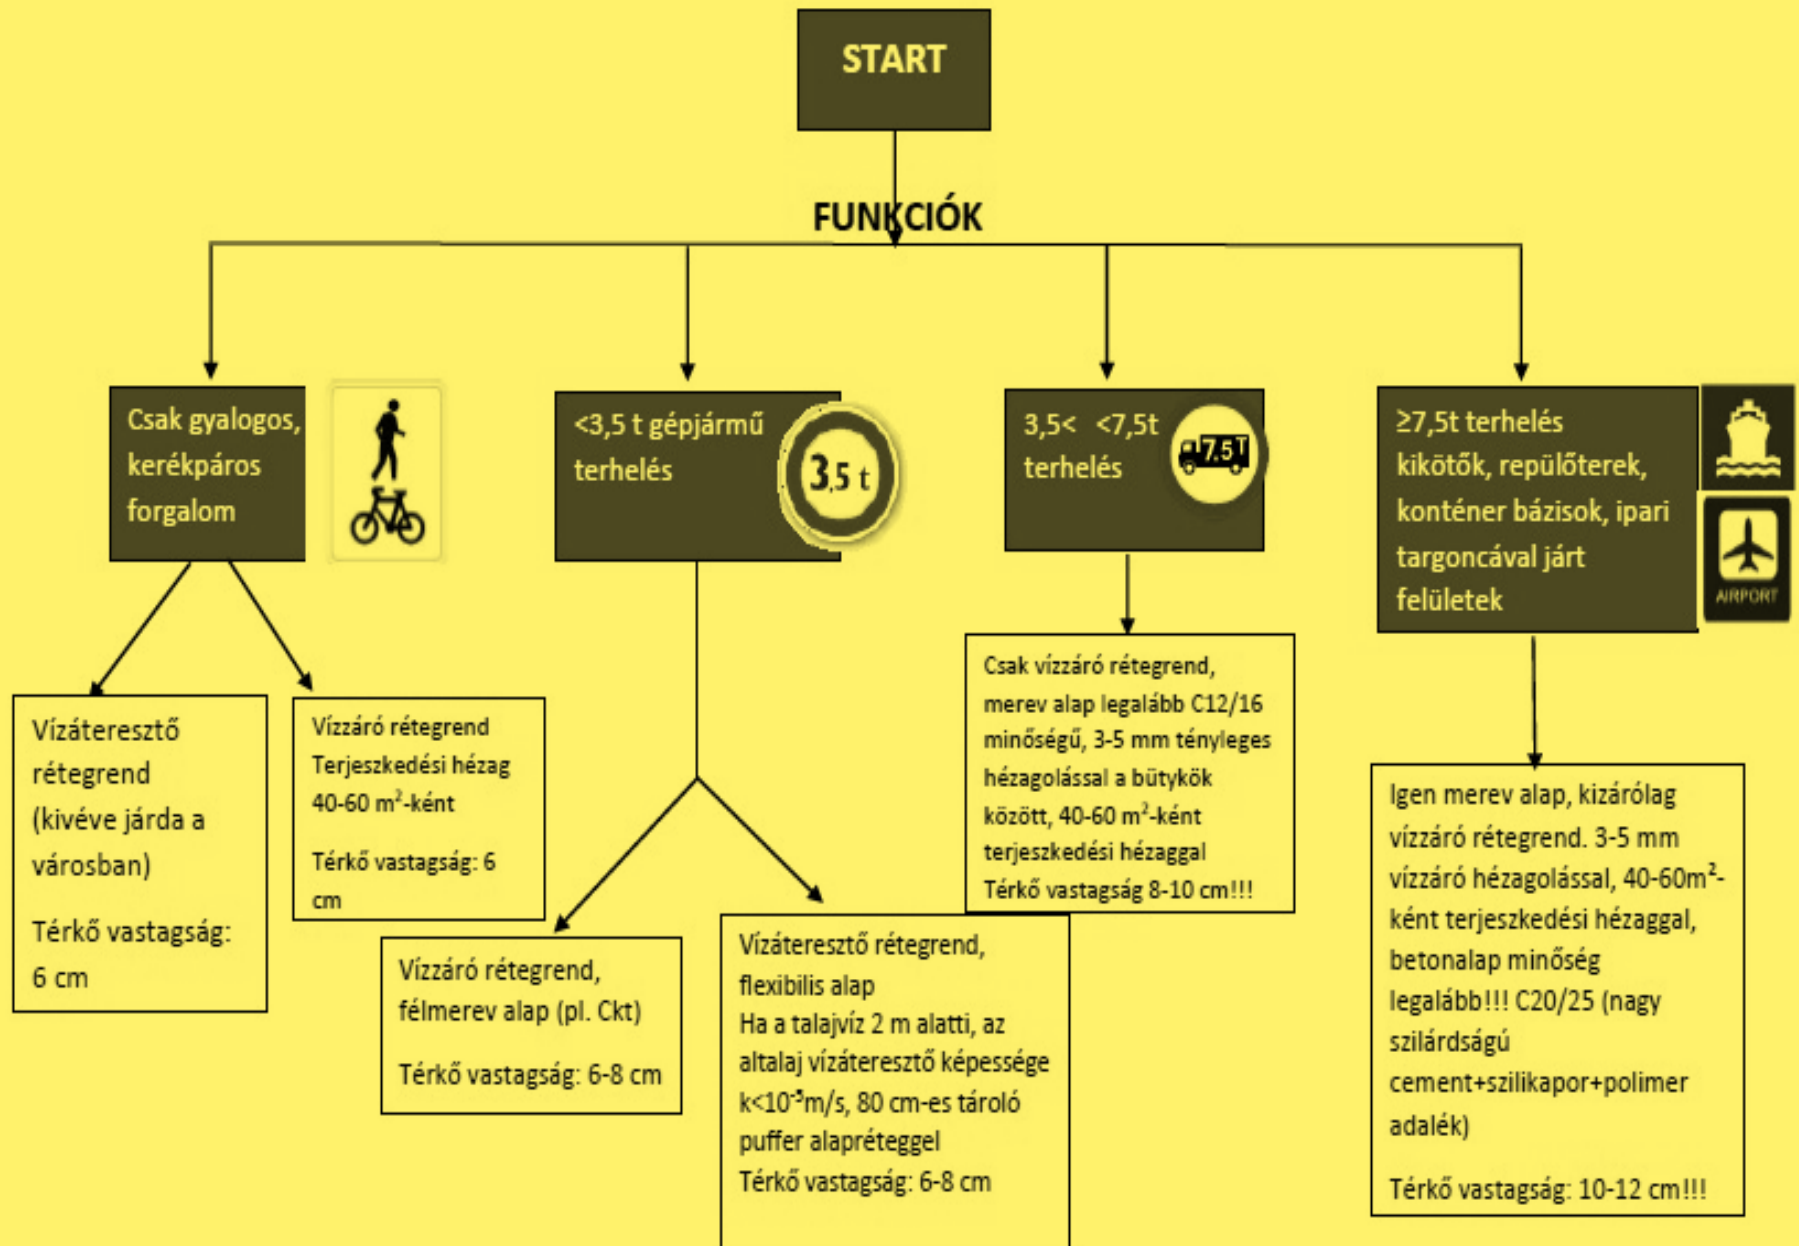 START
FUNKCIÓK
Csak gyalogos,
kerékpáros
forgalom
<3,5 t gépjármű
terhelés
3,5 t
3,5< <7,5t
terhelés
7.5T
≥7,5t terhelés
kikötők, repülőterek,
konténer bázisok, ipari
targoncával járt
felületek
AIRPORT
Vízáteresztő
rétegrend
(kivéve járda a
városban)
Térkő vastagság:
6 cm
Vízzáró rétegrend
Terjeszkedési hézag
40-60 m²-ként
Térkő vastagság: 6
cm
Vízzáró rétegrend,
félmerev alap (pl. Ckt)
Térkő vastagság: 6-8 cm
Vízáteresztő rétegrend,
flexibilis alap
Ha a talajvíz 2 m alatti, az
altalaj vízáteresztő képessége
k<10⁻⁵m/s, 80 cm-es tároló
puffer alapréteggel
Térkő vastagság: 6-8 cm
Csak vízzáró rétegrend,
merev alap legalább C12/16
minőségű, 3-5 mm tényleges
hézagolással a bütykök
között, 40-60 m²-ként
terjeszkedési hézaggal
Térkő vastagság 8-10 cm!!!
Igen merev alap, kizárólag
vízzáró rétegrend. 3-5 mm
vízzáró hézagolással, 40-60m²-
ként terjeszkedési hézaggal,
betonalap minőség
legalább!!! C20/25 (nagy
szilárdságú
cement+szilikapor+polimer
adalék)
Térkő vastagság: 10-12 cm!!!